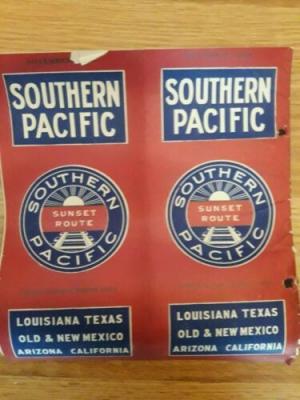 SOUTHERN
PACIFIC
SOUTHERN
PACIFIC
SOUTHERN
SUNSET
ROUTE
PACIFIC
SOUTHERN
SUNSET
ROUTE
PACIFIC
LOUISIANA TEXAS
OLD & NEW MEXICO
ARIZONA CALIFORNIA
LOUISIANA TEXAS
OLD & NEW MEXICO
ARIZONA CALIFORNIA